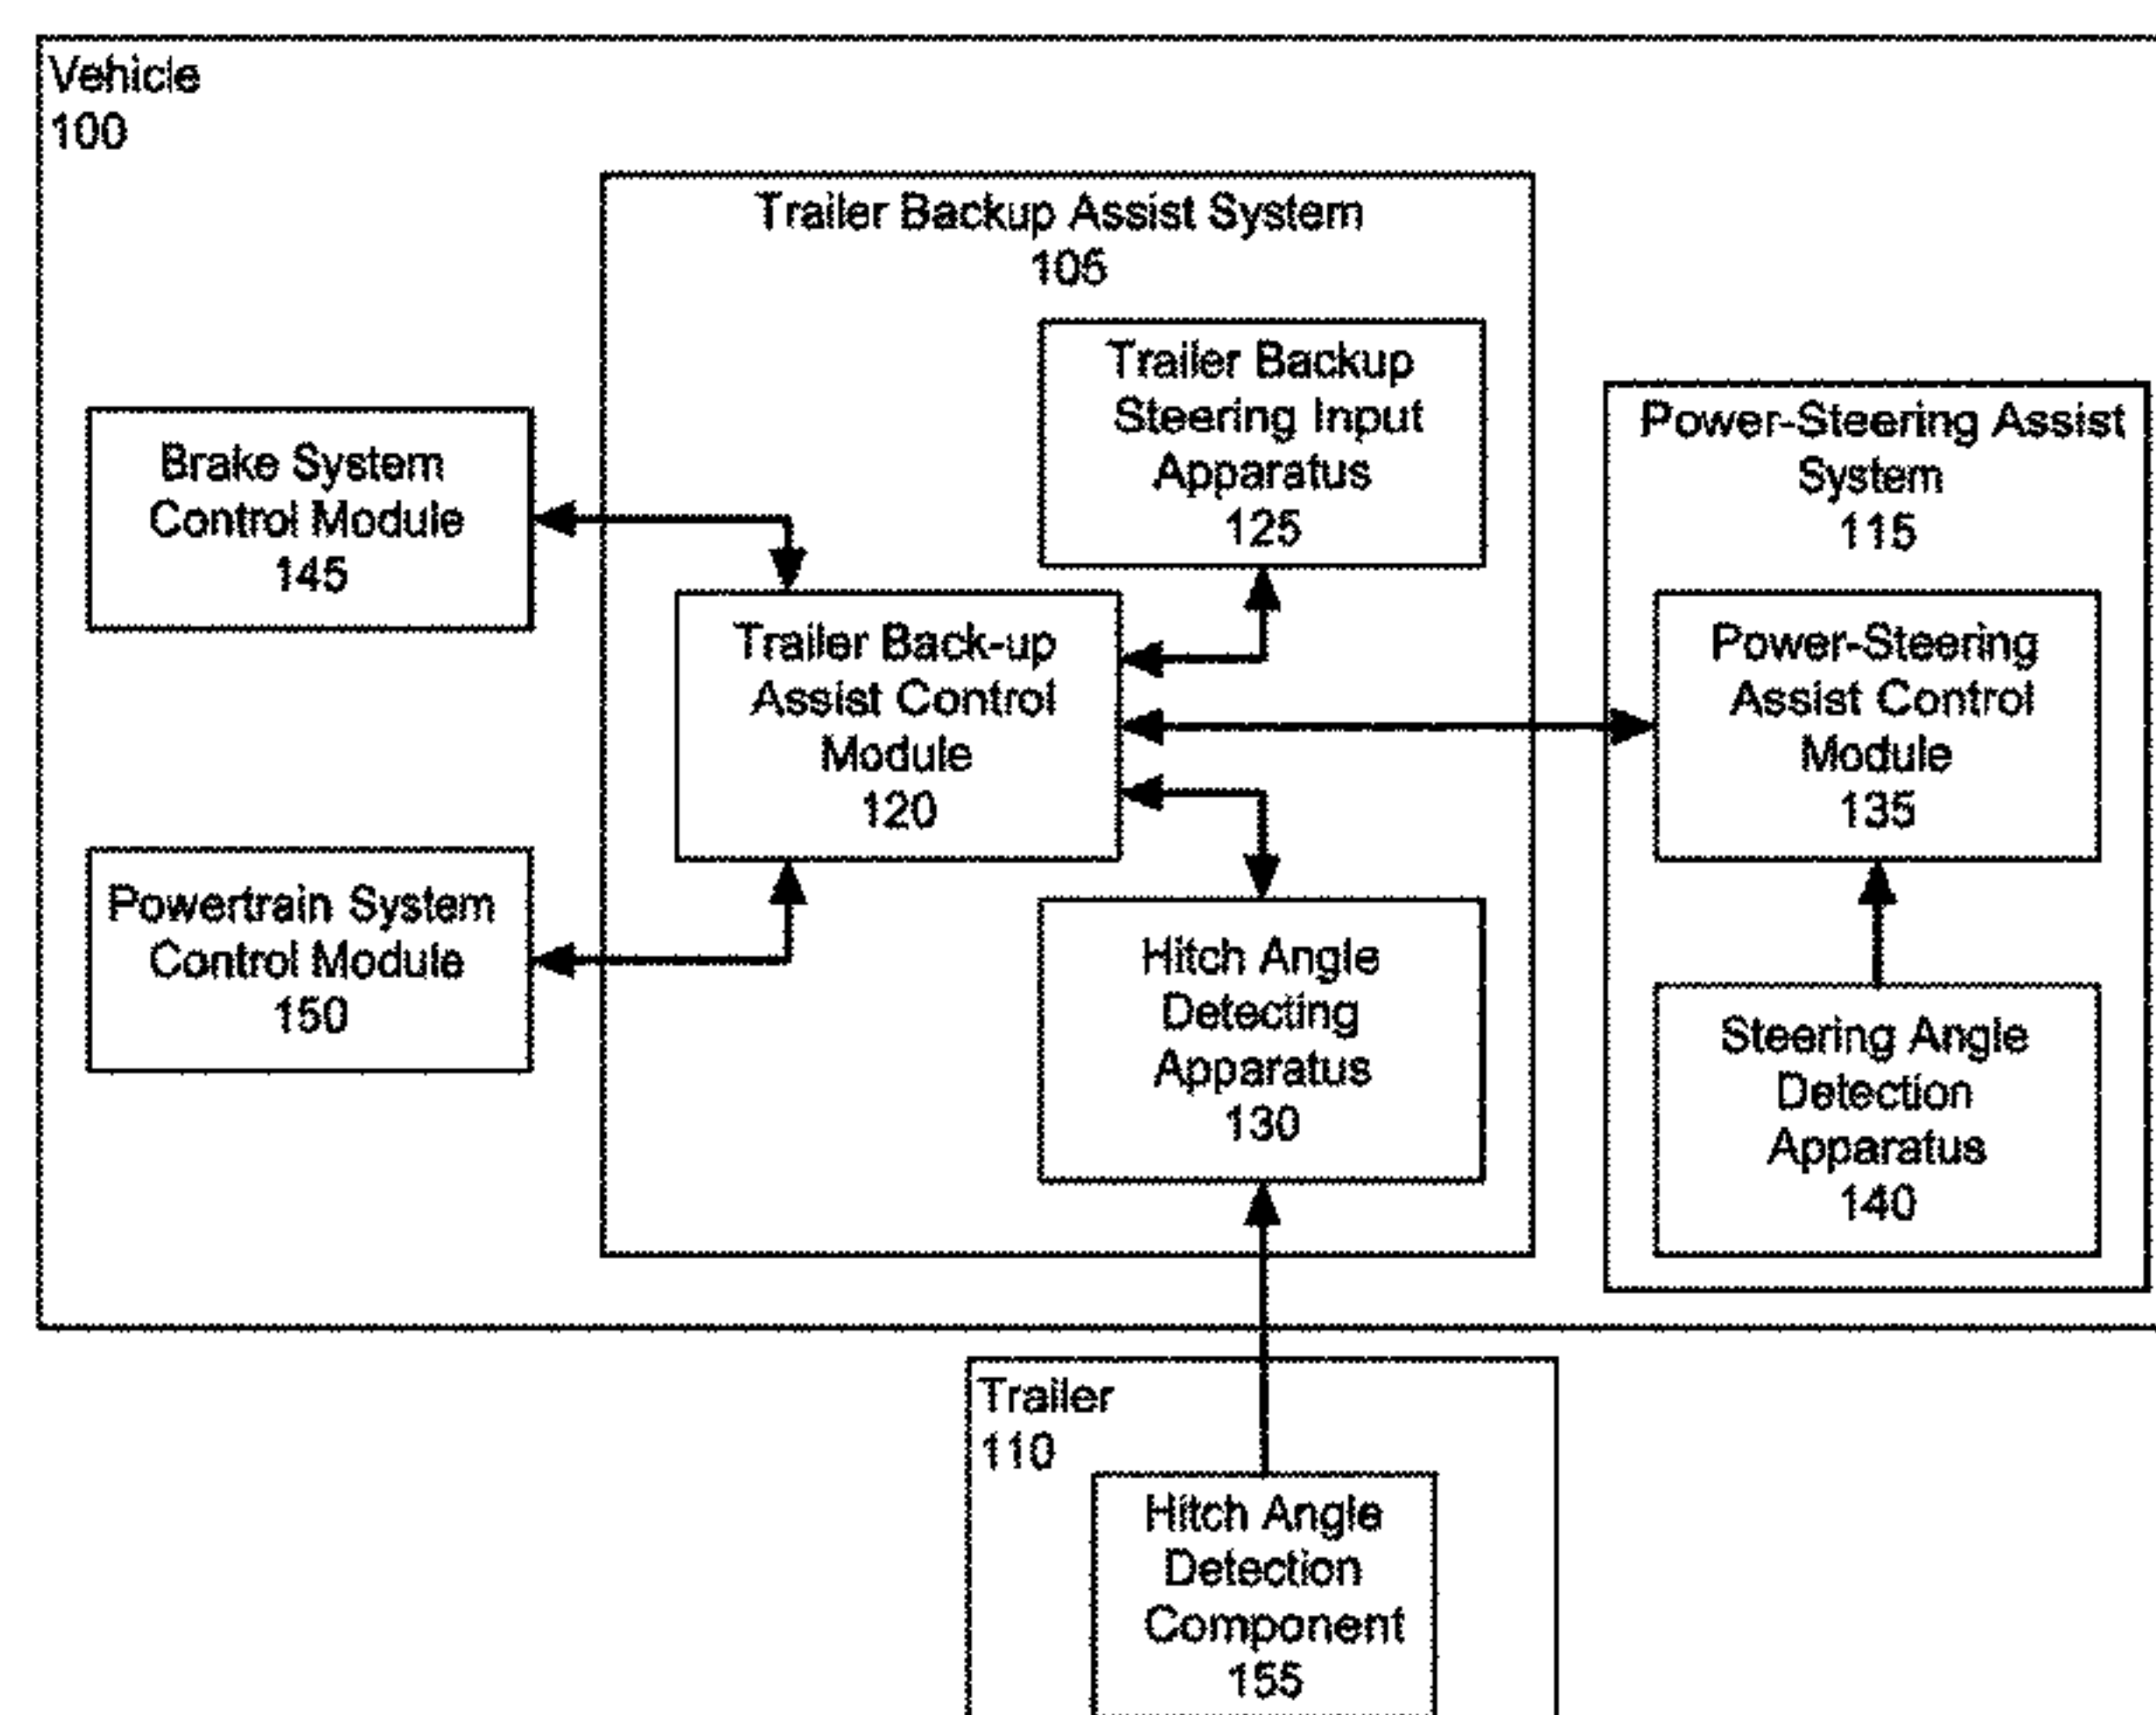 Vehicle
100
Trailer Backup Assist System
105
Trailer Backup
Steering Input
Apparatus
125
Power-Steering Assist
System
115
Brake System
Control Module
145
Trailer Back-up
Assist Control
Module
120
Power-Steering
Assist Control
Module
135
Powertrain System
Control Module
150
Hitch Angle
Detecting
Apparatus
130
Steering Angle
Detection
Apparatus
140
Trailer
110
Hitch Angle
Detection
Component
155